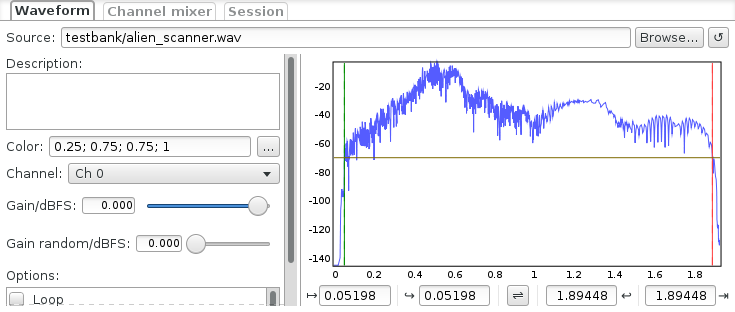 Waveform Channel mixer Session
Source: testbank/alien_scanner.wav Browse... ↺
Description:
Color: 0.25; 0.75; 0.75; 1 ...
Channel: Ch 0
Gain/dBFS: 0.000
Gain random/dBFS: 0.000
Options:
Loop
-20
-40
-60
-80
-100
-120
-140
0 0.2 0.4 0.6 0.8 1 1.2 1.4 1.6 1.8
↦ 0.05198 ↪ 0.05198 ⇌ 1.89448 ↩ 1.89448 ⇥